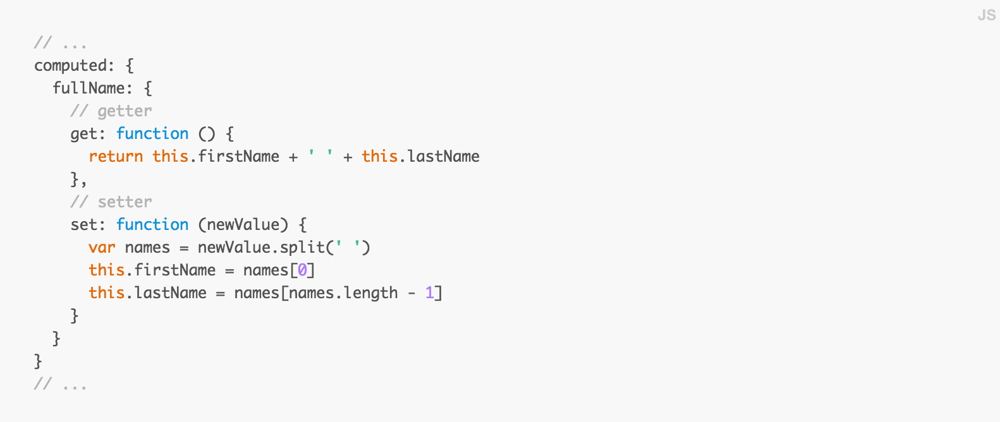 JS
// ...
computed: {
  fullName: {
    // getter
    get: function () {
      return this.firstName + ' ' + this.lastName
    },
    // setter
    set: function (newValue) {
      var names = newValue.split(' ')
      this.firstName = names[0]
      this.lastName = names[names.length - 1]
    }
  }
}
// ...